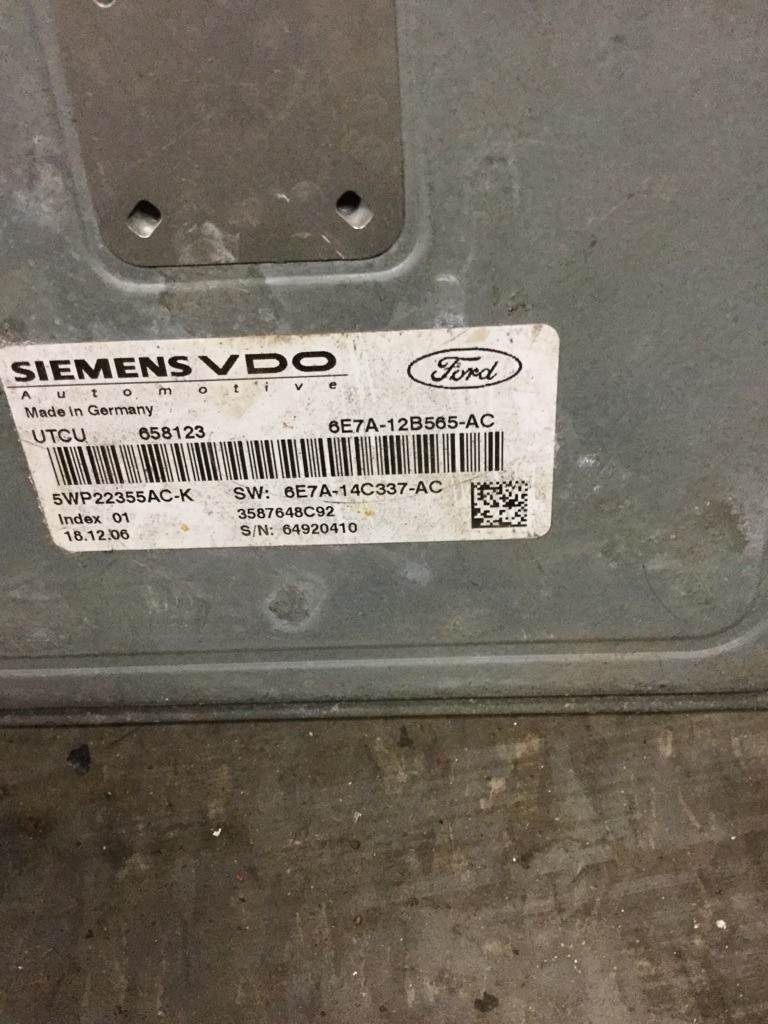 SIEMENS VDO
Automotive
Ford
Made in Germany
UTCU 658123 6E7A-12B565-AC
5WP22355AC-K SW: 6E7A-14C337-AC
Index 01 3587648C92
18.12.06 S/N: 64920410